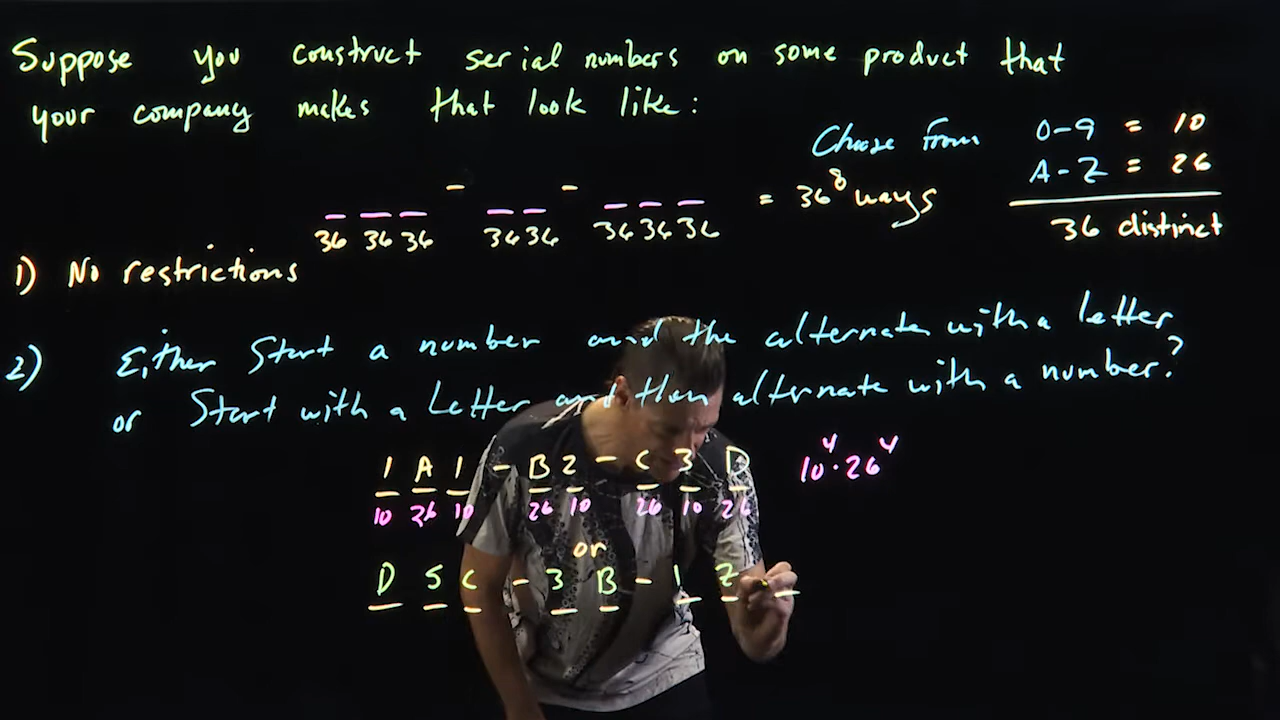 Suppose you construct serial numbers on some product that
your company makes that look like:
Choose from 0-9 = 10
A-Z = 26
36 distinct
_ _ _ - _ _ - _ _ _ = 36^8 ways
36 36 36 36 36 36 36 36
1) No restrictions
2) Either Start a number and the alternate with a letter
or Start with a Letter and then alternate with a number?
1 A 1 - B 2 - C 3 D 10^4 · 26^4
10 26 10 26 10 26 10 26
or
D 5 C - 3 B - 1 Z _